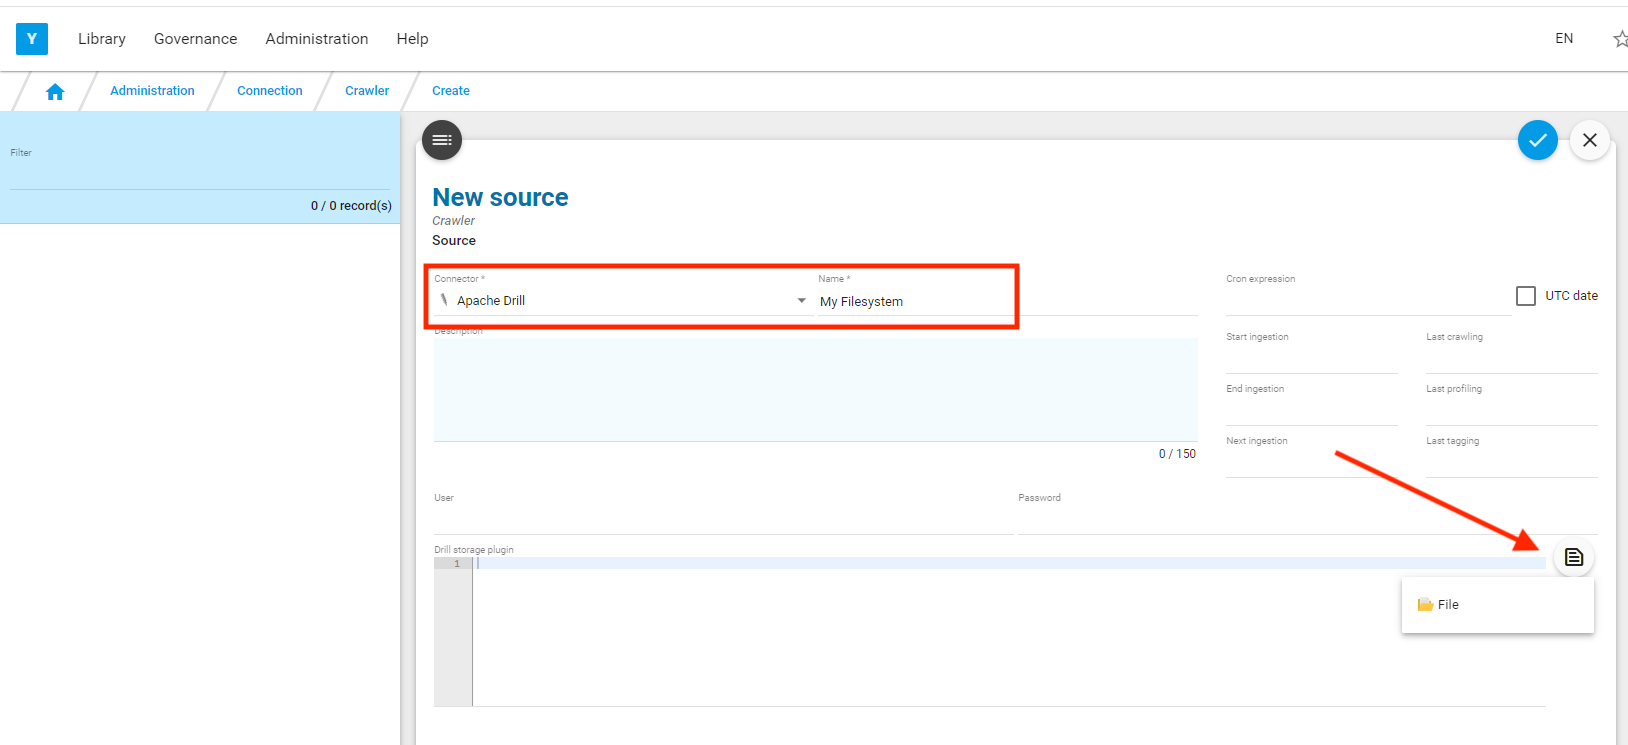 Y Library Governance Administration Help EN
Administration Connection Crawler Create
Filter
0 / 0 record(s)
New source
Crawler
Source
Connector * Name * Cron expression
Apache Drill My Filesystem UTC date
Description Start ingestion Last crawling
End ingestion Last profiling
Next ingestion Last tagging
0 / 150
User Password
Drill storage plugin
1
File